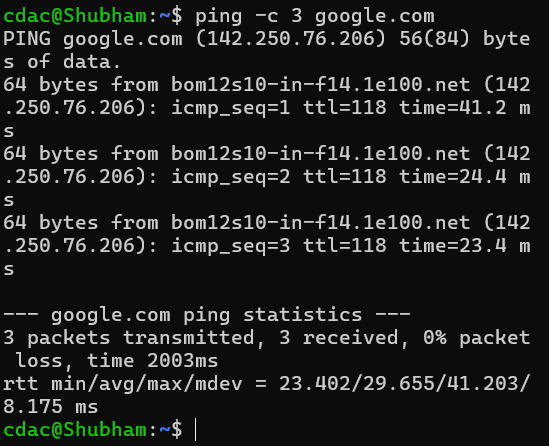 cdac@Shubham:~$ ping -c 3 google.com
PING google.com (142.250.76.206) 56(84) byte
s of data.
64 bytes from bom12s10-in-f14.1e100.net (142
.250.76.206): icmp_seq=1 ttl=118 time=41.2 m
s
64 bytes from bom12s10-in-f14.1e100.net (142
.250.76.206): icmp_seq=2 ttl=118 time=24.4 m
s
64 bytes from bom12s10-in-f14.1e100.net (142
.250.76.206): icmp_seq=3 ttl=118 time=23.4 m
s

--- google.com ping statistics ---
3 packets transmitted, 3 received, 0% packet
 loss, time 2003ms
rtt min/avg/max/mdev = 23.402/29.655/41.203/
8.175 ms
cdac@Shubham:~$